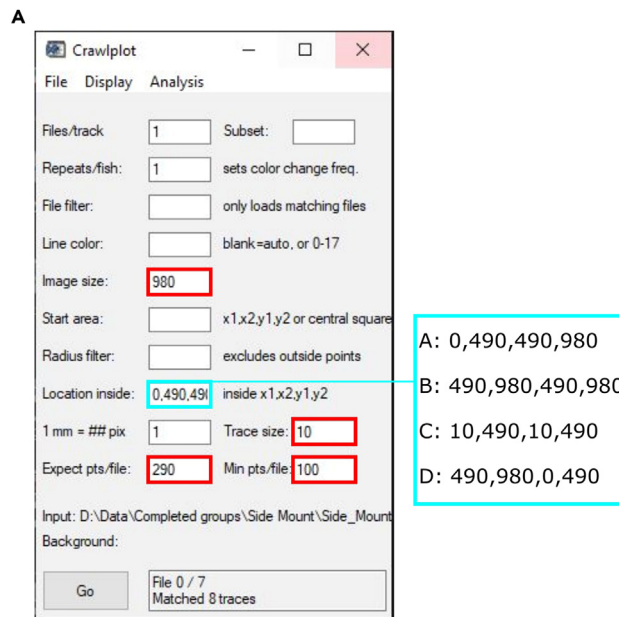 A
Crawlplot
File Display Analysis
Files/track 1 Subset:
Repeats/fish: 1 sets color change freq.
File filter: only loads matching files
Line color: blank=auto, or 0-17
Image size: 980
Start area: x1,x2,y1,y2 or central square
Radius filter: excludes outside points
Location inside: 0,490,490 inside x1,x2,y1,y2
1 mm = ## pix 1 Trace size: 10
Expect pts/file: 290 Min pts/file: 100
Input: D:\Data\Completed groups\Side Mount\Side_Mount
Background:
Go
File 0 / 7
Matched 8 traces
A: 0,490,490,980
B: 490,980,490,980
C: 10,490,10,490
D: 490,980,0,490